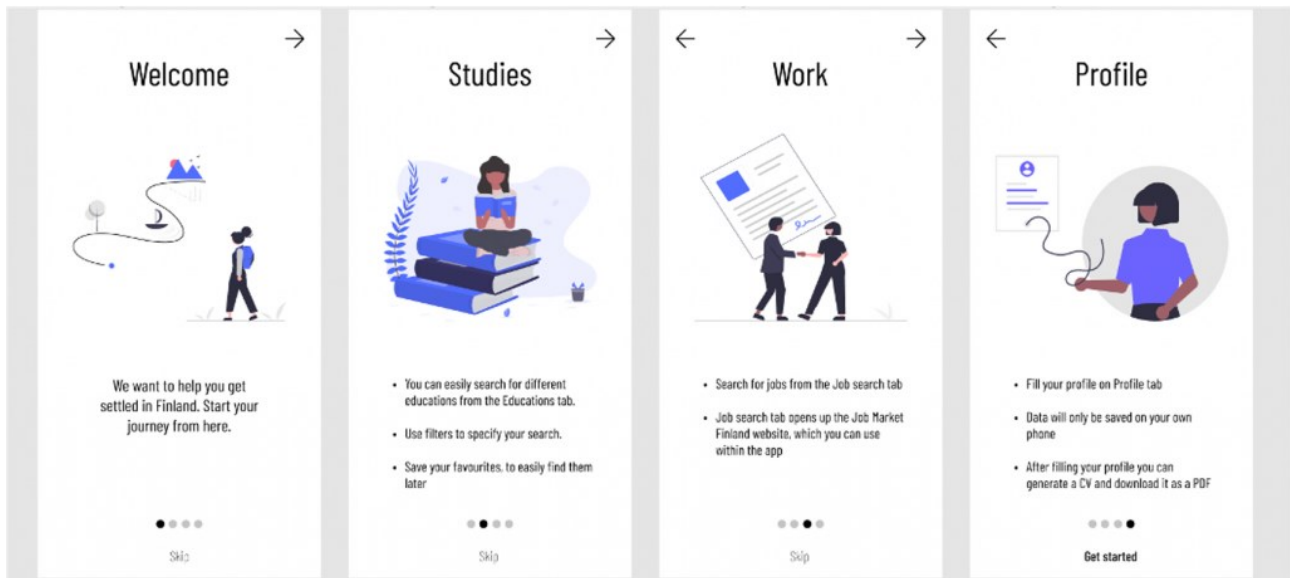 Welcome
We want to help you get
settled in Finland. Start your
journey from here.
Skip
Studies
• You can easily search for different
educations from the Educations tab.
• Use filters to specify your search.
• Save your favourites, to easily find them
later
Skip
Work
• Search for jobs from the Job search tab
• Job search tab opens up the Job Market
Finland website, which you can use
within the app
Skip
Profile
• Fill your profile on Profile tab
• Data will only be saved on your own
phone
• After filling your profile you can
generate a CV and download it as a PDF
Get started